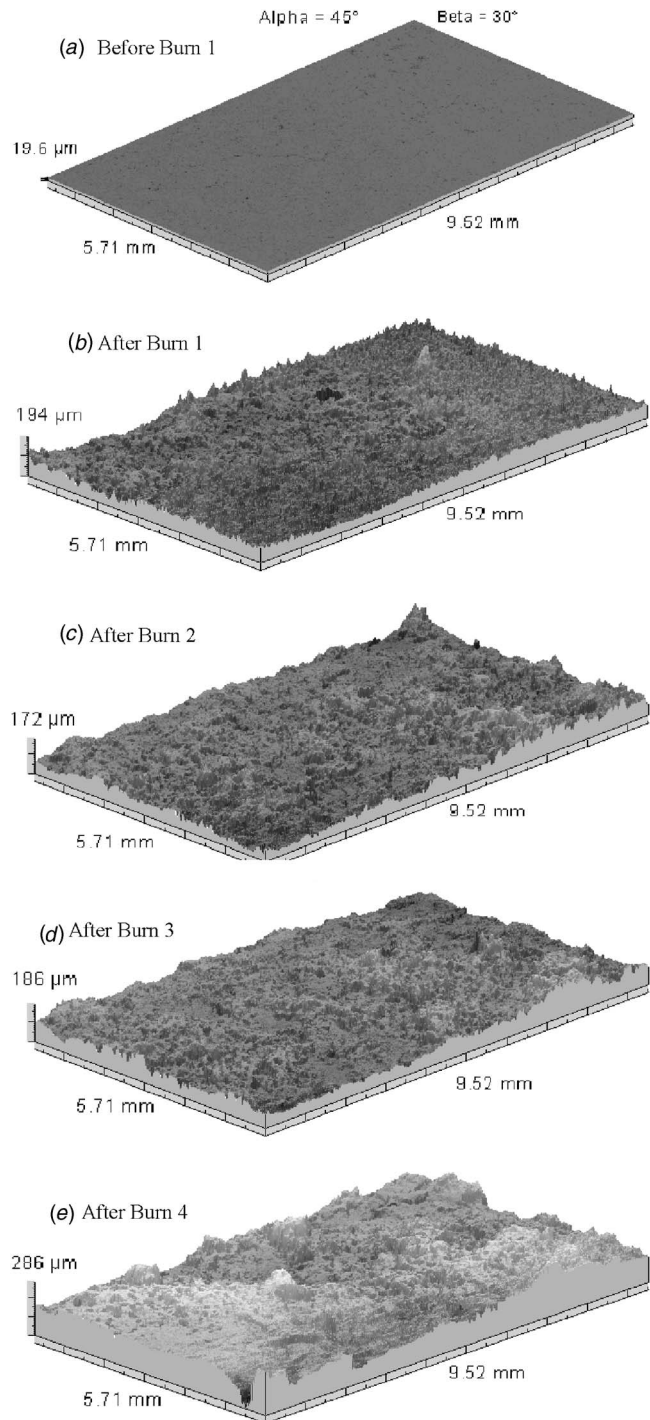 Alpha = 45° Beta = 30°
(a) Before Burn 1
19.6 µm
5.71 mm
9.52 mm
(b) After Burn 1
194 µm
5.71 mm
9.52 mm
(c) After Burn 2
172 µm
5.71 mm
9.52 mm
(d) After Burn 3
186 µm
5.71 mm
9.52 mm
(e) After Burn 4
286 µm
5.71 mm
9.52 mm